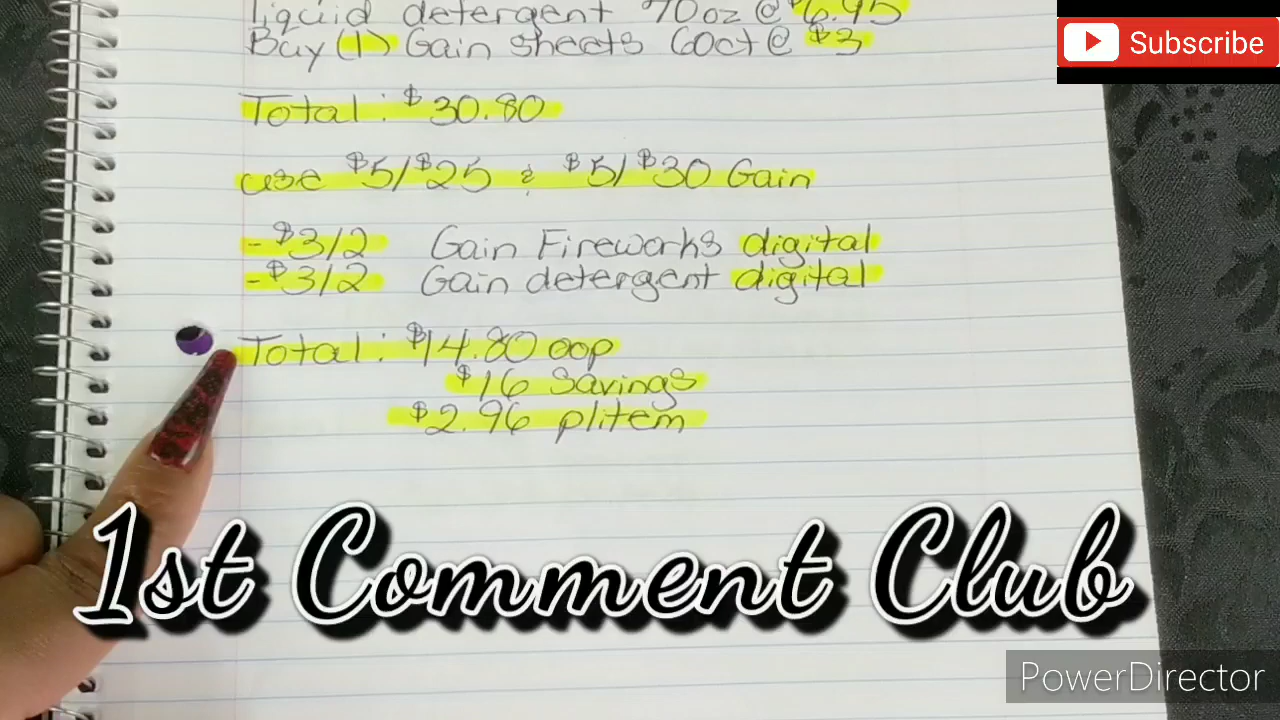 liquid detergent 70oz @ $6.95
Buy (1) Gain sheets 60ct @ $3
Subscribe
Total: $30.80
use $5/$25 & $5/$30 Gain
-$3/2 Gain Fireworks digital
-$3/2 Gain detergent digital
Total: $14.80 oop
$16 Savings
$2.96 p/item
1st Comment Club
PowerDirector